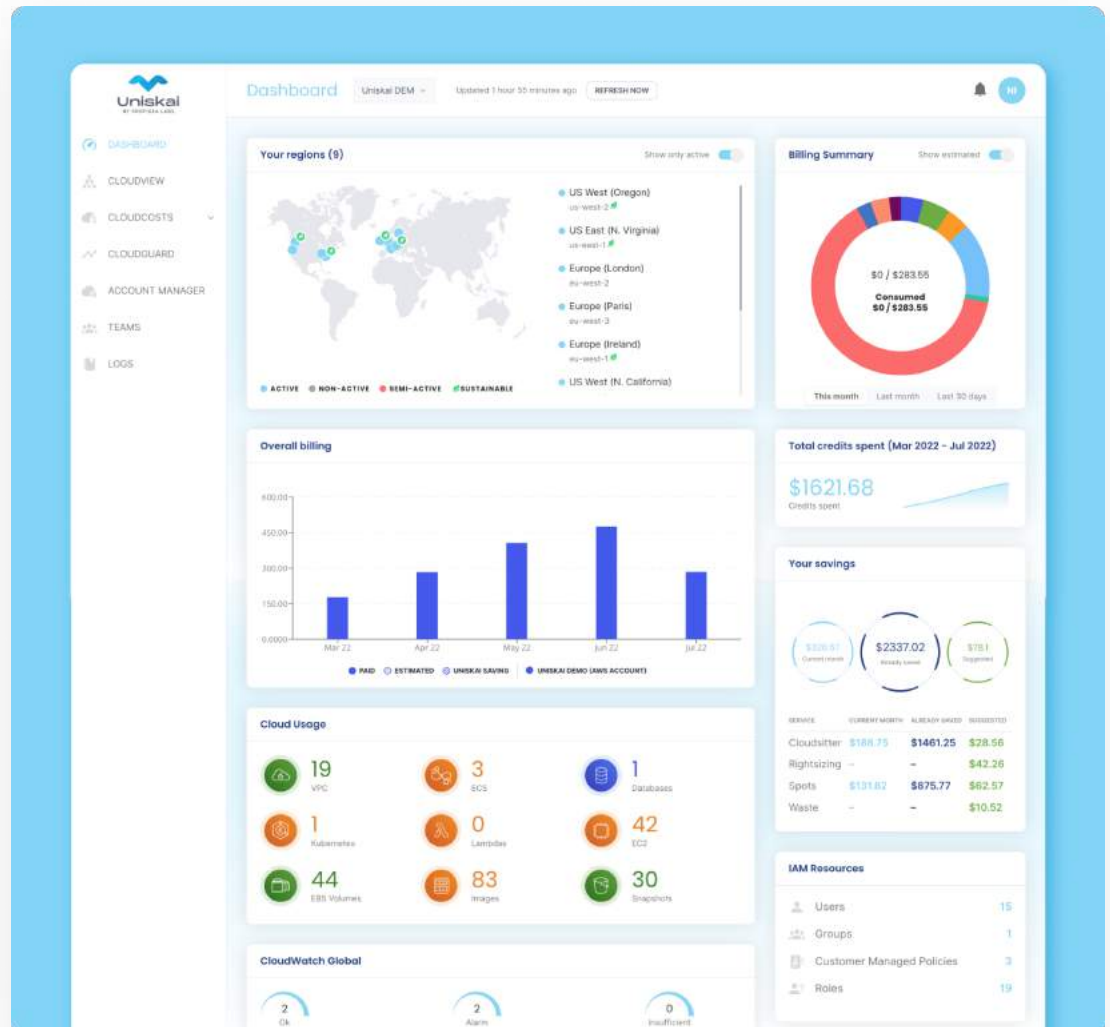 Uniskai
Dashboard
Uniskai DEM
Updated 1 hour 55 minutes ago
REFRESH NOW
NI
DASHBOARD
CLOUDVIEW
CLOUDCOSTS
CLOUDGUARD
ACCOUNT MANAGER
TEAMS
LOGS
Your regions (9)
Show only active
US West (Oregon)
us-west-2
US East (N. Virginia)
us-east-1
Europe (London)
eu-west-2
Europe (Paris)
eu-west-3
Europe (Ireland)
eu-west-1
US West (N. California)
ACTIVE
NON-ACTIVE
SEMI-ACTIVE
SUSTAINABLE
Billing Summary
Show estimated
$0 / $283.55
Consumed
$0 / $283.55
This month
Last month
Last 30 days
Overall billing
600.00
450.00
300.00
150.00
0.0000
Mar 22
Apr 22
May 22
Jun 22
Jul 22
PAID
ESTIMATED
UNISKAI SAVING
UNISKAI DEMO (AWS ACCOUNT)
Total credits spent (Mar 2022 - Jul 2022)
$1621.68
Credits spent
Your savings
Current month
$2337.02
Already saved
Suggested
SERVICE CURRENT MONTH ALREADY SAVED SUGGESTED
Cloudsitter $188.75 $1461.25 $28.56
Rightsizing - - $42.26
Spots $131.82 $875.77 $62.57
Waste - - $10.52
Cloud Usage
19
VPC
3
ECS
1
Databases
1
Kubernetes
0
Lambdas
42
EC2
44
EBS Volumes
83
Images
30
Snapshots
IAM Resources
Users 15
Groups 1
Customer Managed Policies 3
Roles 19
CloudWatch Global
2
Ok
2
Alarm
0
Insufficient